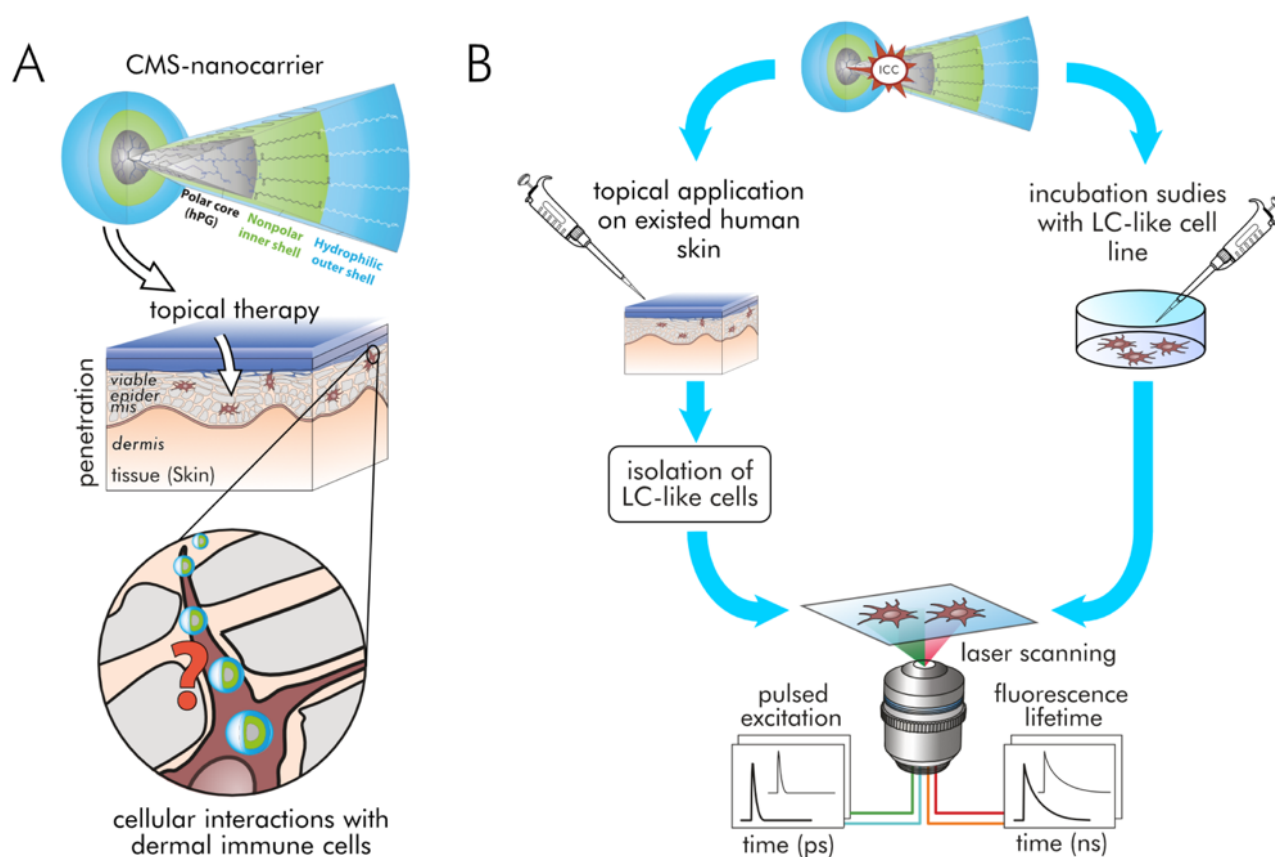 A
CMS-nanocarrier
Polar core
(hPG)
Nonpolar
inner shell
Hydrophilic
outer shell
topical therapy
penetration
viable
epider
mis
dermis
tissue (Skin)
?
cellular interactions with
dermal immune cells
B
ICC
topical application
on existed human
skin
incubation sudies
with LC-like cell
line
isolation of
LC-like cells
laser scanning
pulsed
excitation
fluorescence
lifetime
time (ps)
time (ns)